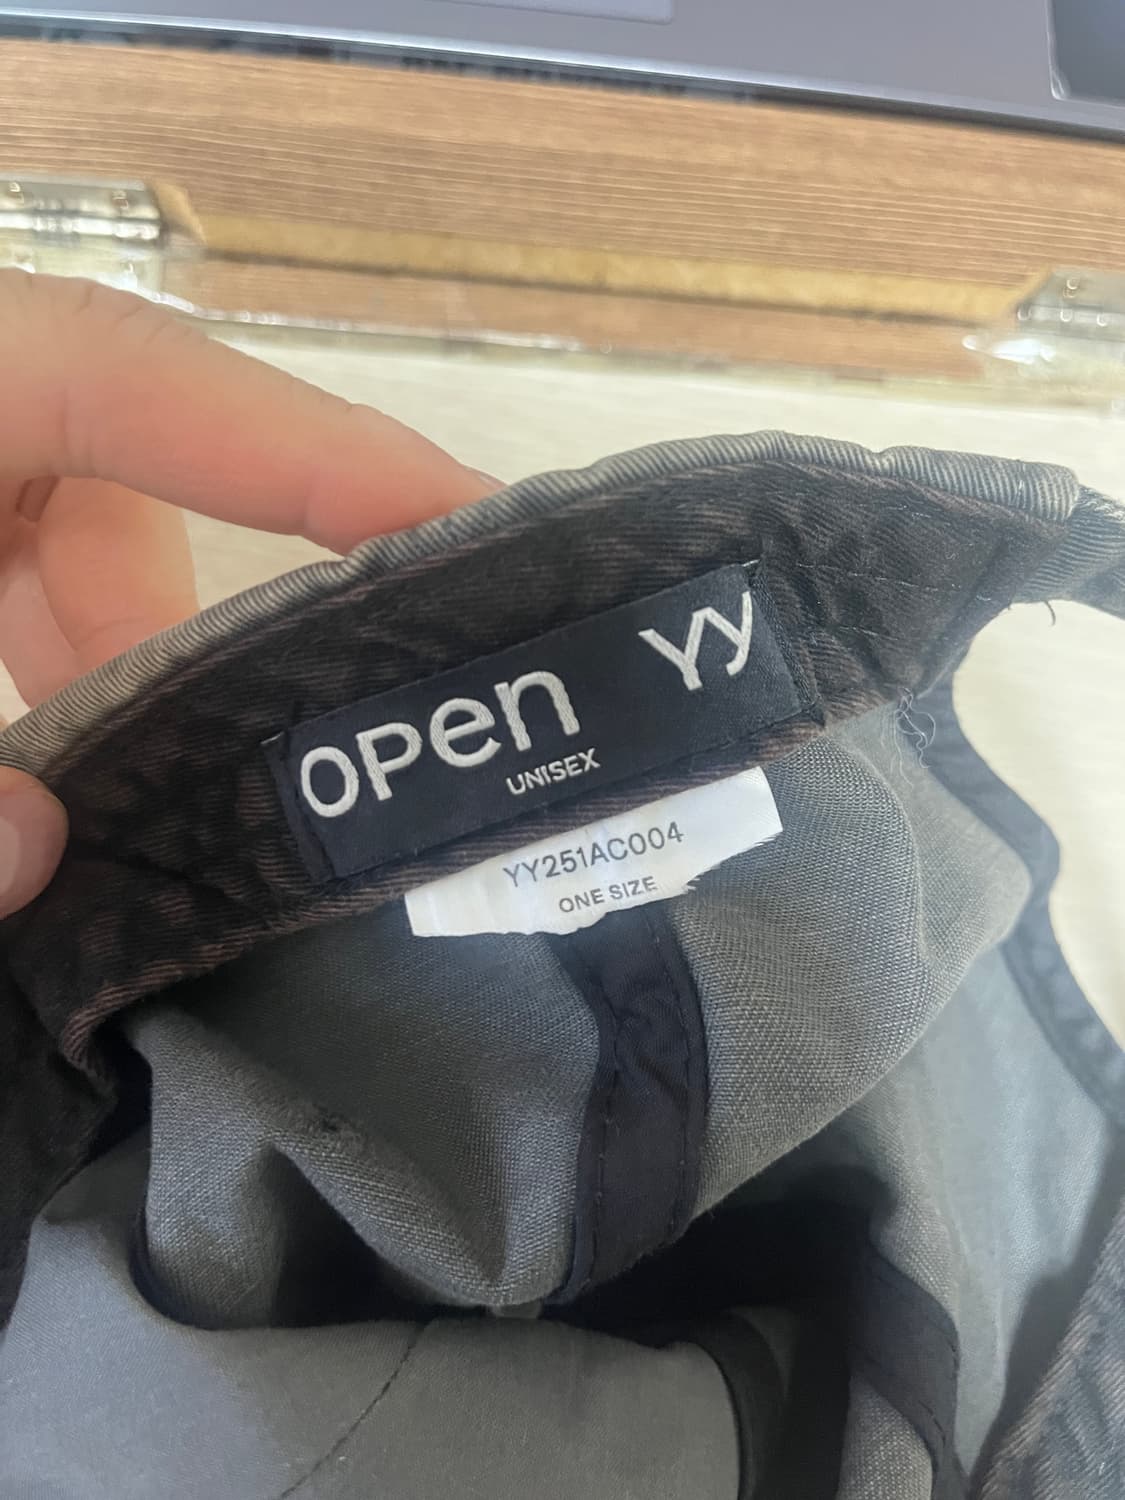 open yy
UNISEX
YY251AC004
ONE SIZE